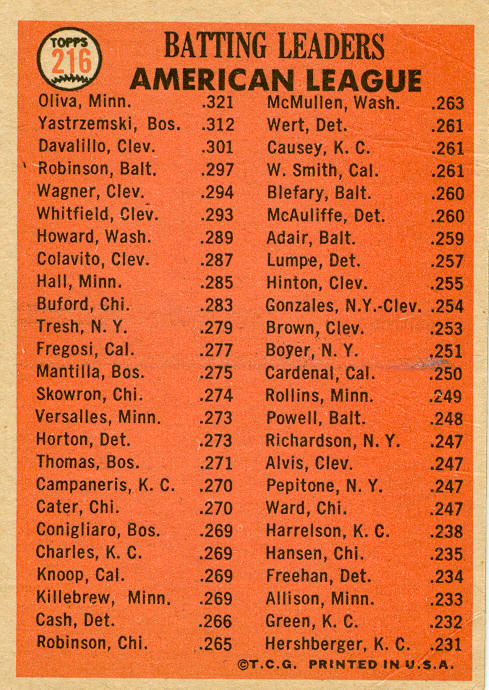 TOPPS
216
BATTING LEADERS
AMERICAN LEAGUE
Oliva, Minn. .321
Yastrzemski, Bos. .312
Davalillo, Clev. .301
Robinson, Balt. .297
Wagner, Clev. .294
Whitfield, Clev. .293
Howard, Wash. .289
Colavito, Clev. .287
Hall, Minn. .285
Buford, Chi. .283
Tresh, N. Y. .279
Fregosi, Cal. .277
Mantilla, Bos. .275
Skowron, Chi. .274
Versalles, Minn. .273
Horton, Det. .273
Thomas, Bos. .271
Campaneris, K. C. .270
Cater, Chi. .270
Conigliaro, Bos. .269
Charles, K. C. .269
Knoop, Cal. .269
Killebrew, Minn. .269
Cash, Det. .266
Robinson, Chi. .265
McMullen, Wash. .263
Wert, Det. .261
Causey, K. C. .261
W. Smith, Cal. .261
Blefary, Balt. .260
McAuliffe, Det. .260
Adair, Balt. .259
Lumpe, Det. .257
Hinton, Clev. .255
Gonzales, N.Y.-Clev. .254
Brown, Clev. .253
Boyer, N. Y. .251
Cardenal, Cal. .250
Rollins, Minn. .249
Powell, Balt. .248
Richardson, N. Y. .247
Alvis, Clev. .247
Pepitone, N. Y. .247
Ward, Chi. .247
Harrelson, K. C. .238
Hansen, Chi. .235
Freehan, Det. .234
Allison, Minn. .233
Green, K. C. .232
Hershberger, K. C. .231
©T.C.G. PRINTED IN U.S.A.